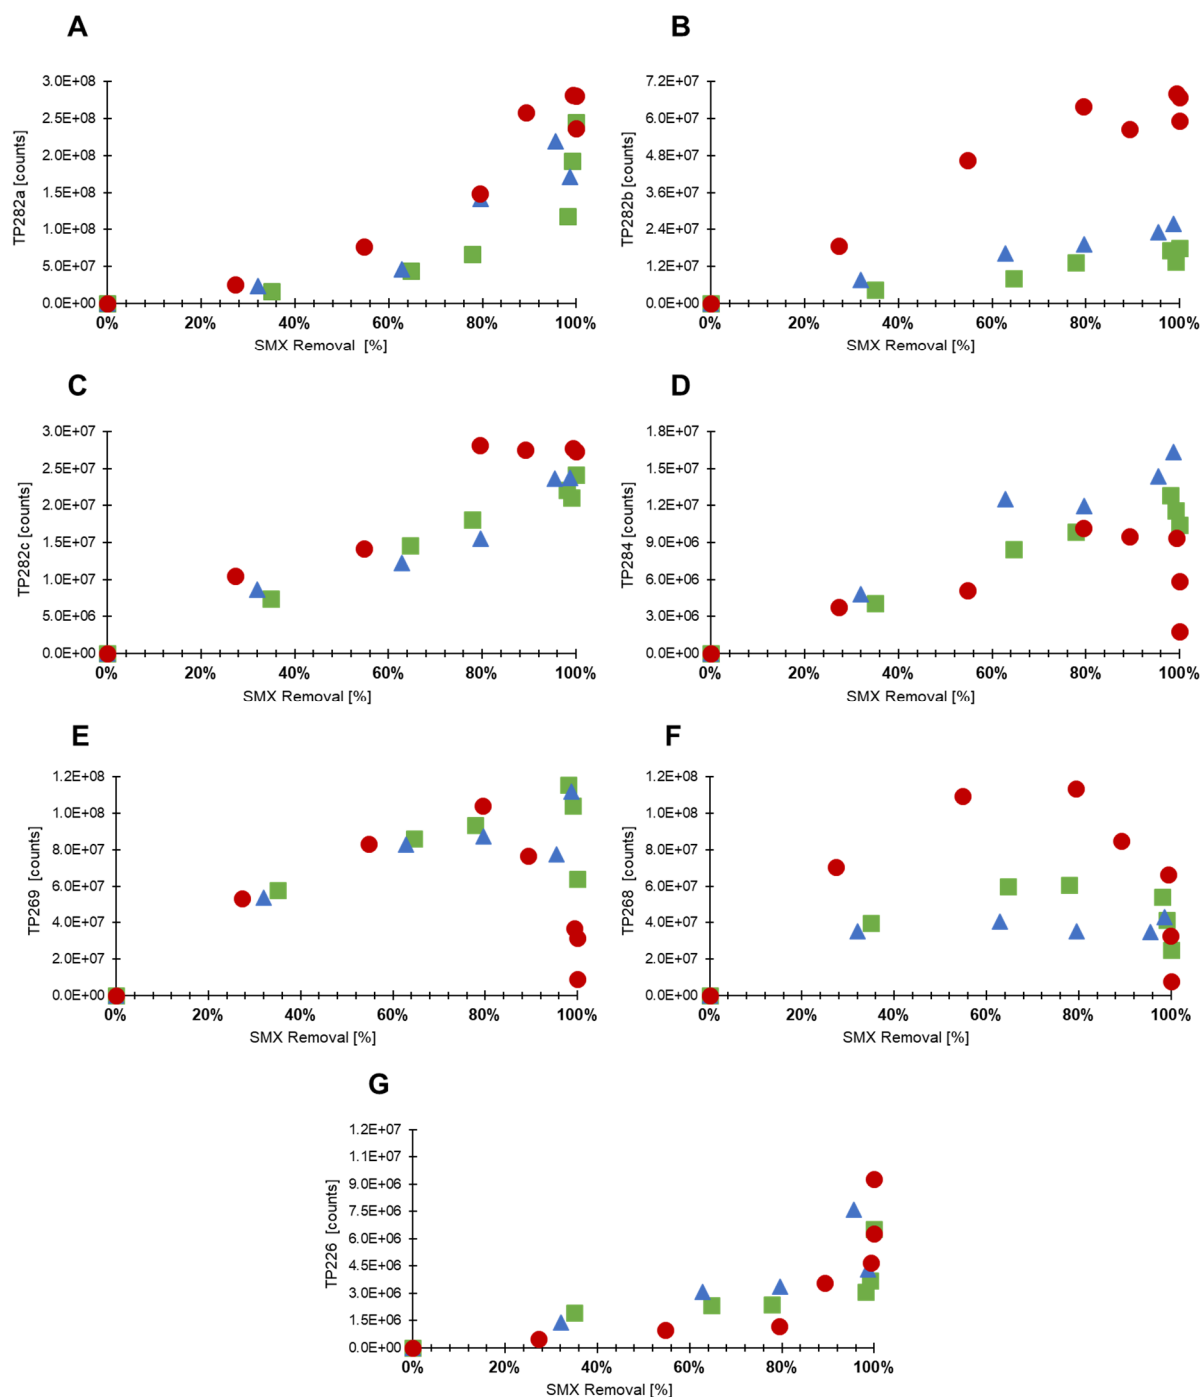 A
3.0E+08
2.5E+08
2.0E+08
1.5E+08
1.0E+08
5.0E+07
0.0E+00
TP282a [counts]
0% 20% 40% 60% 80% 100%
SMX Removal [%]
B
7.2E+07
6.0E+07
4.8E+07
3.6E+07
2.4E+07
1.2E+07
0.0E+00
TP282b [counts]
0% 20% 40% 60% 80% 100%
SMX Removal [%]
C
3.0E+07
2.5E+07
2.0E+07
1.5E+07
1.0E+07
5.0E+06
0.0E+00
TP282c [counts]
0% 20% 40% 60% 80% 100%
SMX Removal [%]
D
1.8E+07
1.5E+07
1.2E+07
9.0E+06
6.0E+06
3.0E+06
0.0E+00
TP284 [counts]
0% 20% 40% 60% 80% 100%
SMX Removal [%]
E
1.2E+08
1.0E+08
8.0E+07
6.0E+07
4.0E+07
2.0E+07
0.0E+00
TP269 [counts]
0% 20% 40% 60% 80% 100%
SMX Removal [%]
F
1.2E+08
1.0E+08
8.0E+07
6.0E+07
4.0E+07
2.0E+07
0.0E+00
TP268 [counts]
0% 20% 40% 60% 80% 100%
SMX Removal [%]
G
1.2E+07
1.1E+07
9.0E+06
7.5E+06
6.0E+06
4.5E+06
3.0E+06
1.5E+06
0.0E+00
TP226 [counts]
0% 20% 40% 60% 80% 100%
SMX Removal [%]